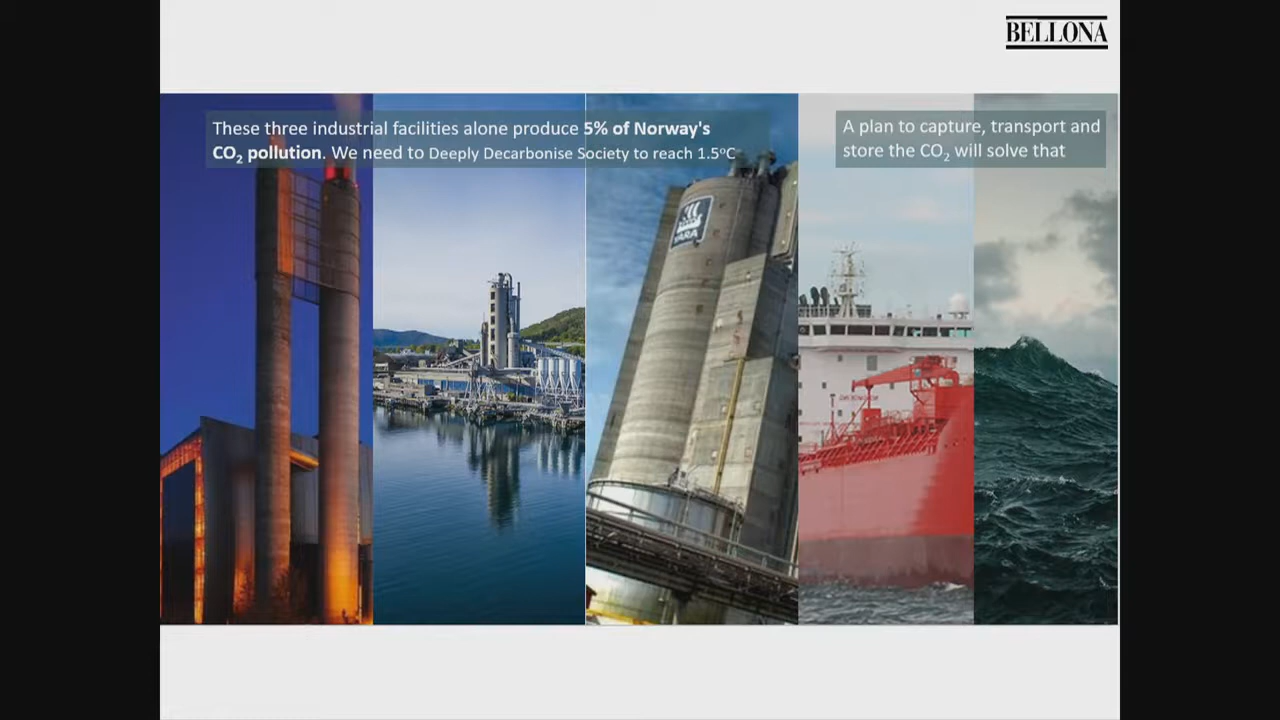 BELLONA
These three industrial facilities alone produce 5% of Norway's
CO₂ pollution. We need to Deeply Decarbonise Society to reach 1.5°C
A plan to capture, transport and
store the CO₂ will solve that
YARA